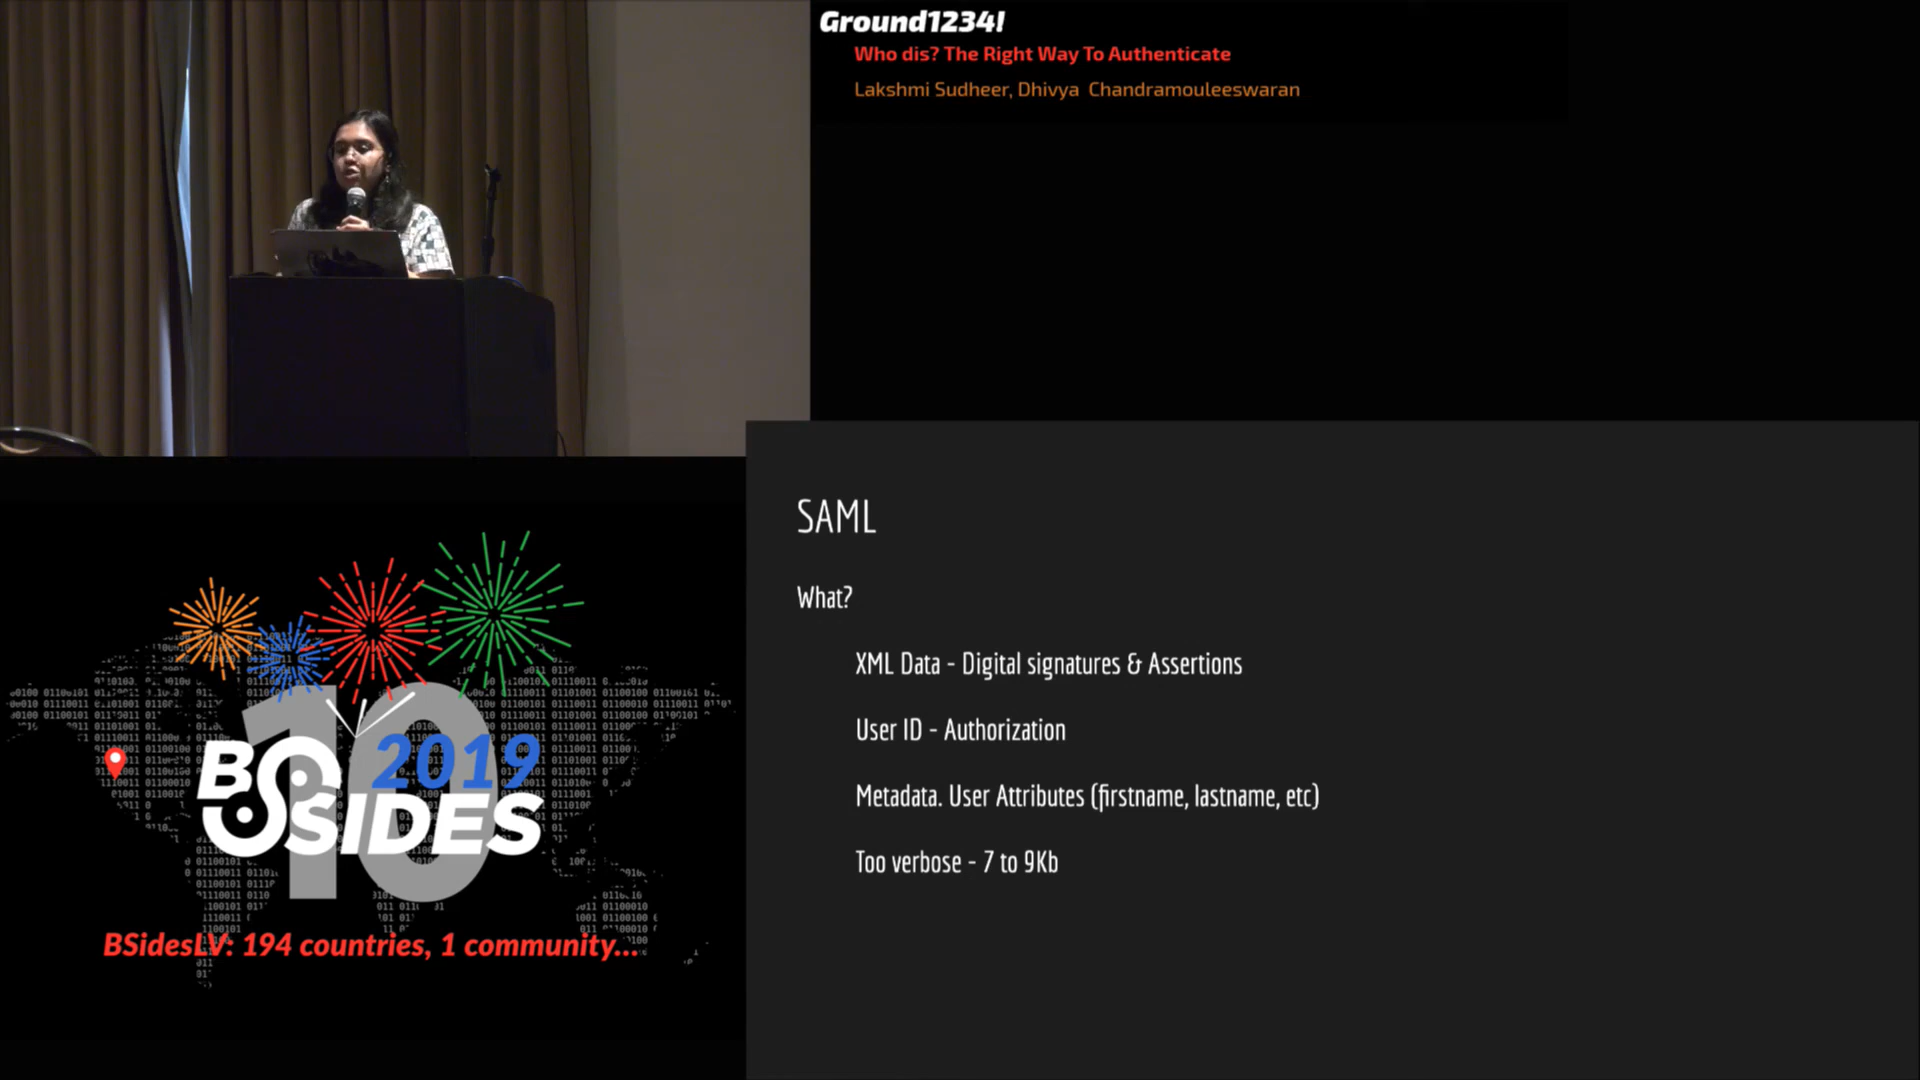 Ground1234!
Who dis? The Right Way To Authenticate
Lakshmi Sudheer, Dhivya Chandramouleeswaran
SAML
What?
XML Data - Digital signatures & Assertions
User ID - Authorization
Metadata. User Attributes (firstname, lastname, etc)
Too verbose - 7 to 9Kb
10
2019
BSIDES
BSidesLV: 194 countries, 1 community...